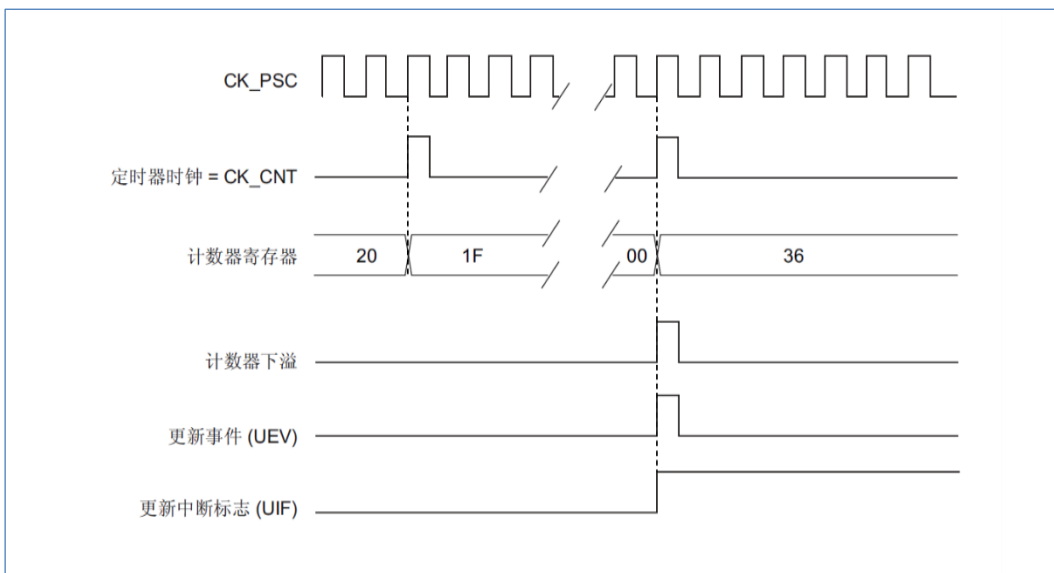 CK_PSC
定时器时钟 = CK_CNT
计数器寄存器 20 1F 00 36
计数器下溢
更新事件 (UEV)
更新中断标志 (UIF)